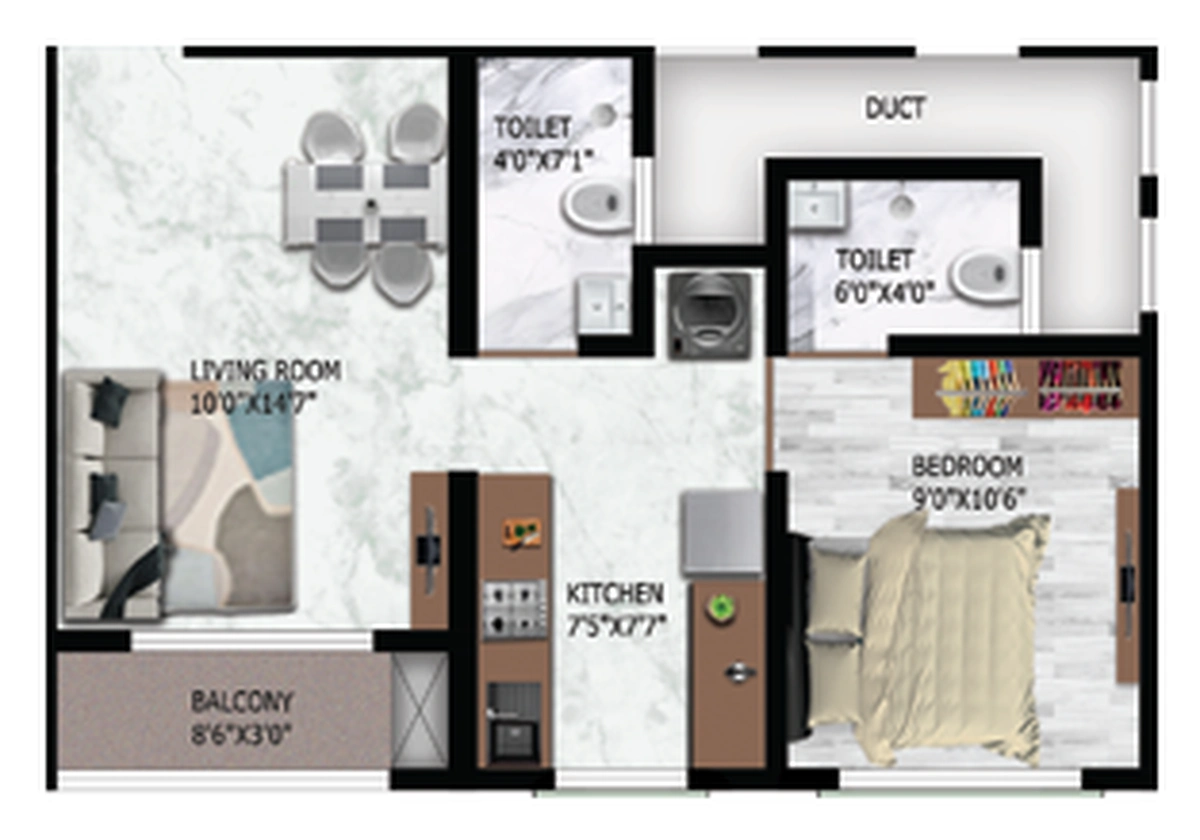 DUCT
TOILET
4'0"X7'1"
TOILET
6'0"X4'0"
LIVING ROOM
10'0"X14'7"
BEDROOM
9'0"X10'6"
KITCHEN
7'5"X7'7"
BALCONY
8'6"X3'0"